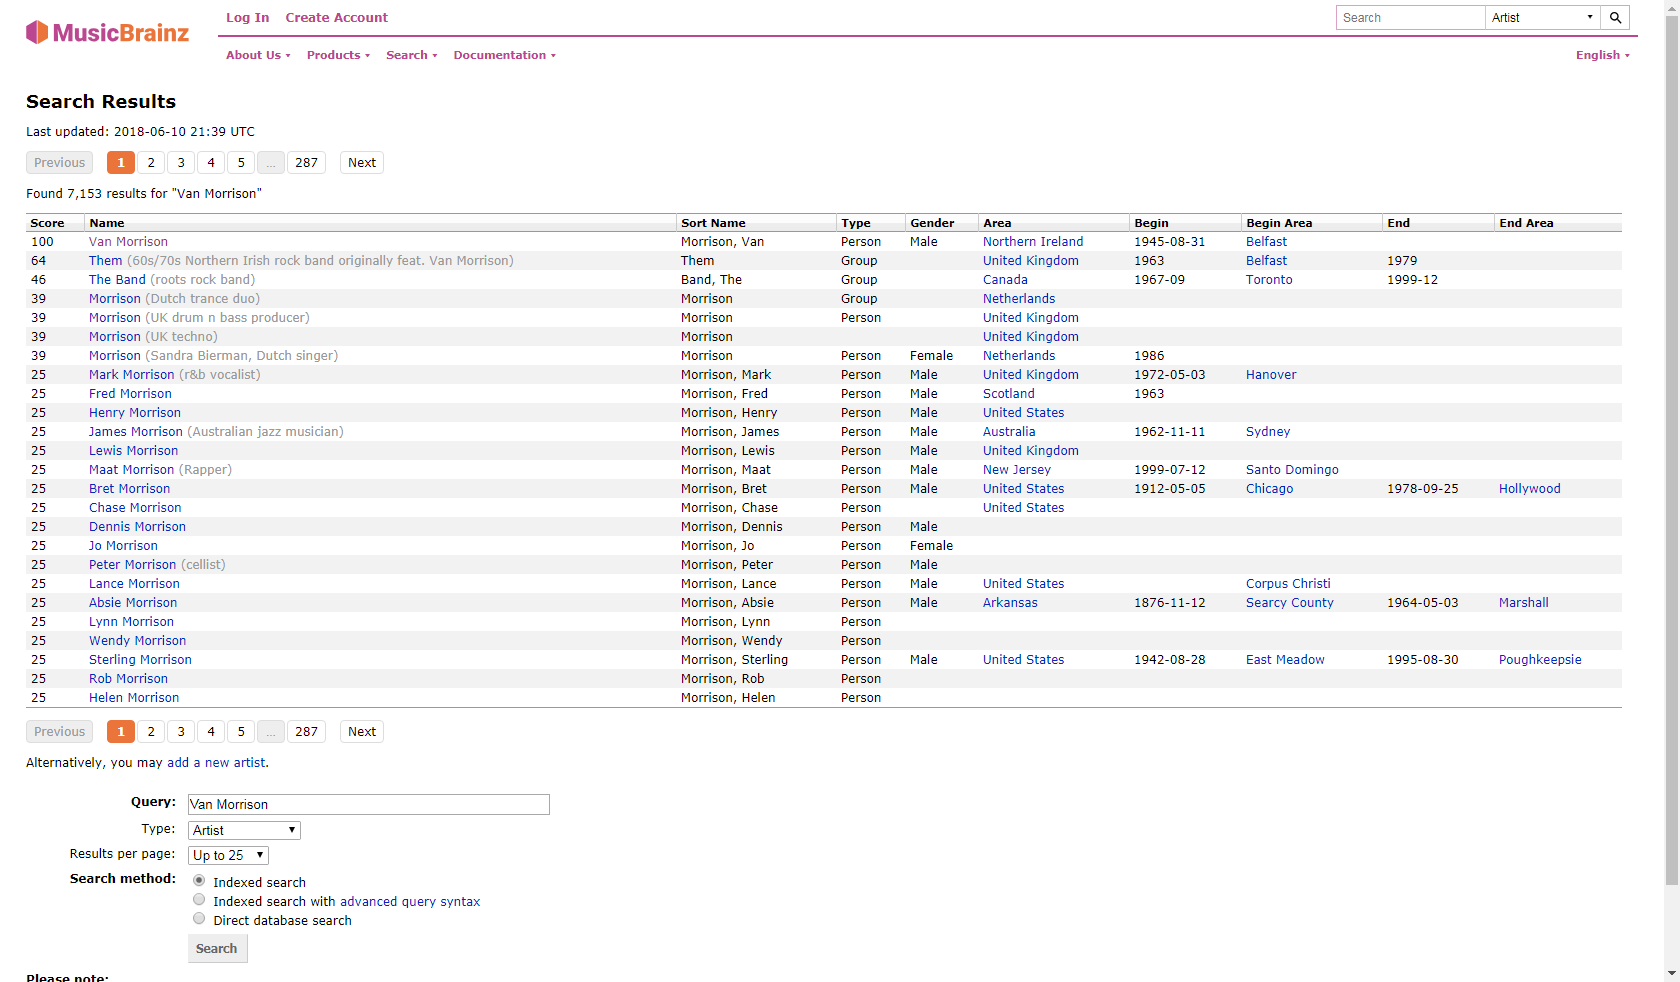 MusicBrainz
Log In Create Account
Search Artist
About Us Products Search Documentation English
Search Results
Last updated: 2018-06-10 21:39 UTC
Previous 1 2 3 4 5 ... 287 Next
Found 7,153 results for "Van Morrison"
Score Name Sort Name Type Gender Area Begin Begin Area End End Area
100 Van Morrison Morrison, Van Person Male Northern Ireland 1945-08-31 Belfast
64 Them (60s/70s Northern Irish rock band originally feat. Van Morrison) Them Group United Kingdom 1963 Belfast 1979
46 The Band (roots rock band) Band, The Group Canada 1967-09 Toronto 1999-12
39 Morrison (Dutch trance duo) Morrison Group Netherlands
39 Morrison (UK drum n bass producer) Morrison Person United Kingdom
39 Morrison (UK techno) Morrison United Kingdom
39 Morrison (Sandra Bierman, Dutch singer) Morrison Person Female Netherlands 1986
25 Mark Morrison (r&b vocalist) Morrison, Mark Person Male United Kingdom 1972-05-03 Hanover
25 Fred Morrison Morrison, Fred Person Male Scotland 1963
25 Henry Morrison Morrison, Henry Person Male United States
25 James Morrison (Australian jazz musician) Morrison, James Person Male Australia 1962-11-11 Sydney
25 Lewis Morrison Morrison, Lewis Person Male United Kingdom
25 Maat Morrison (Rapper) Morrison, Maat Person Male New Jersey 1999-07-12 Santo Domingo
25 Bret Morrison Morrison, Bret Person Male United States 1912-05-05 Chicago 1978-09-25 Hollywood
25 Chase Morrison Morrison, Chase Person United States
25 Dennis Morrison Morrison, Dennis Person Male
25 Jo Morrison Morrison, Jo Person Female
25 Peter Morrison (cellist) Morrison, Peter Person Male
25 Lance Morrison Morrison, Lance Person Male United States Corpus Christi
25 Absie Morrison Morrison, Absie Person Male Arkansas 1876-11-12 Searcy County 1964-05-03 Marshall
25 Lynn Morrison Morrison, Lynn Person
25 Wendy Morrison Morrison, Wendy Person
25 Sterling Morrison Morrison, Sterling Person Male United States 1942-08-28 East Meadow 1995-08-30 Poughkeepsie
25 Rob Morrison Morrison, Rob Person
25 Helen Morrison Morrison, Helen Person
Previous 1 2 3 4 5 ... 287 Next
Alternatively, you may add a new artist.
Query: Van Morrison
Type: Artist
Results per page: Up to 25
Search method: Indexed search
Indexed search with advanced query syntax
Direct database search
Search
Please note: